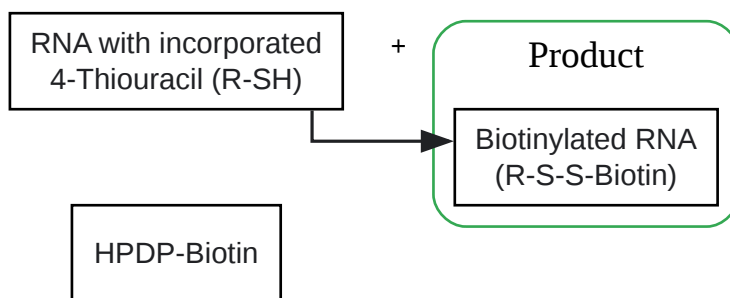 RNA with incorporated
4-Thiouracil (R-SH)
+
Product
Biotinylated RNA
(R-S-S-Biotin)
HPDP-Biotin